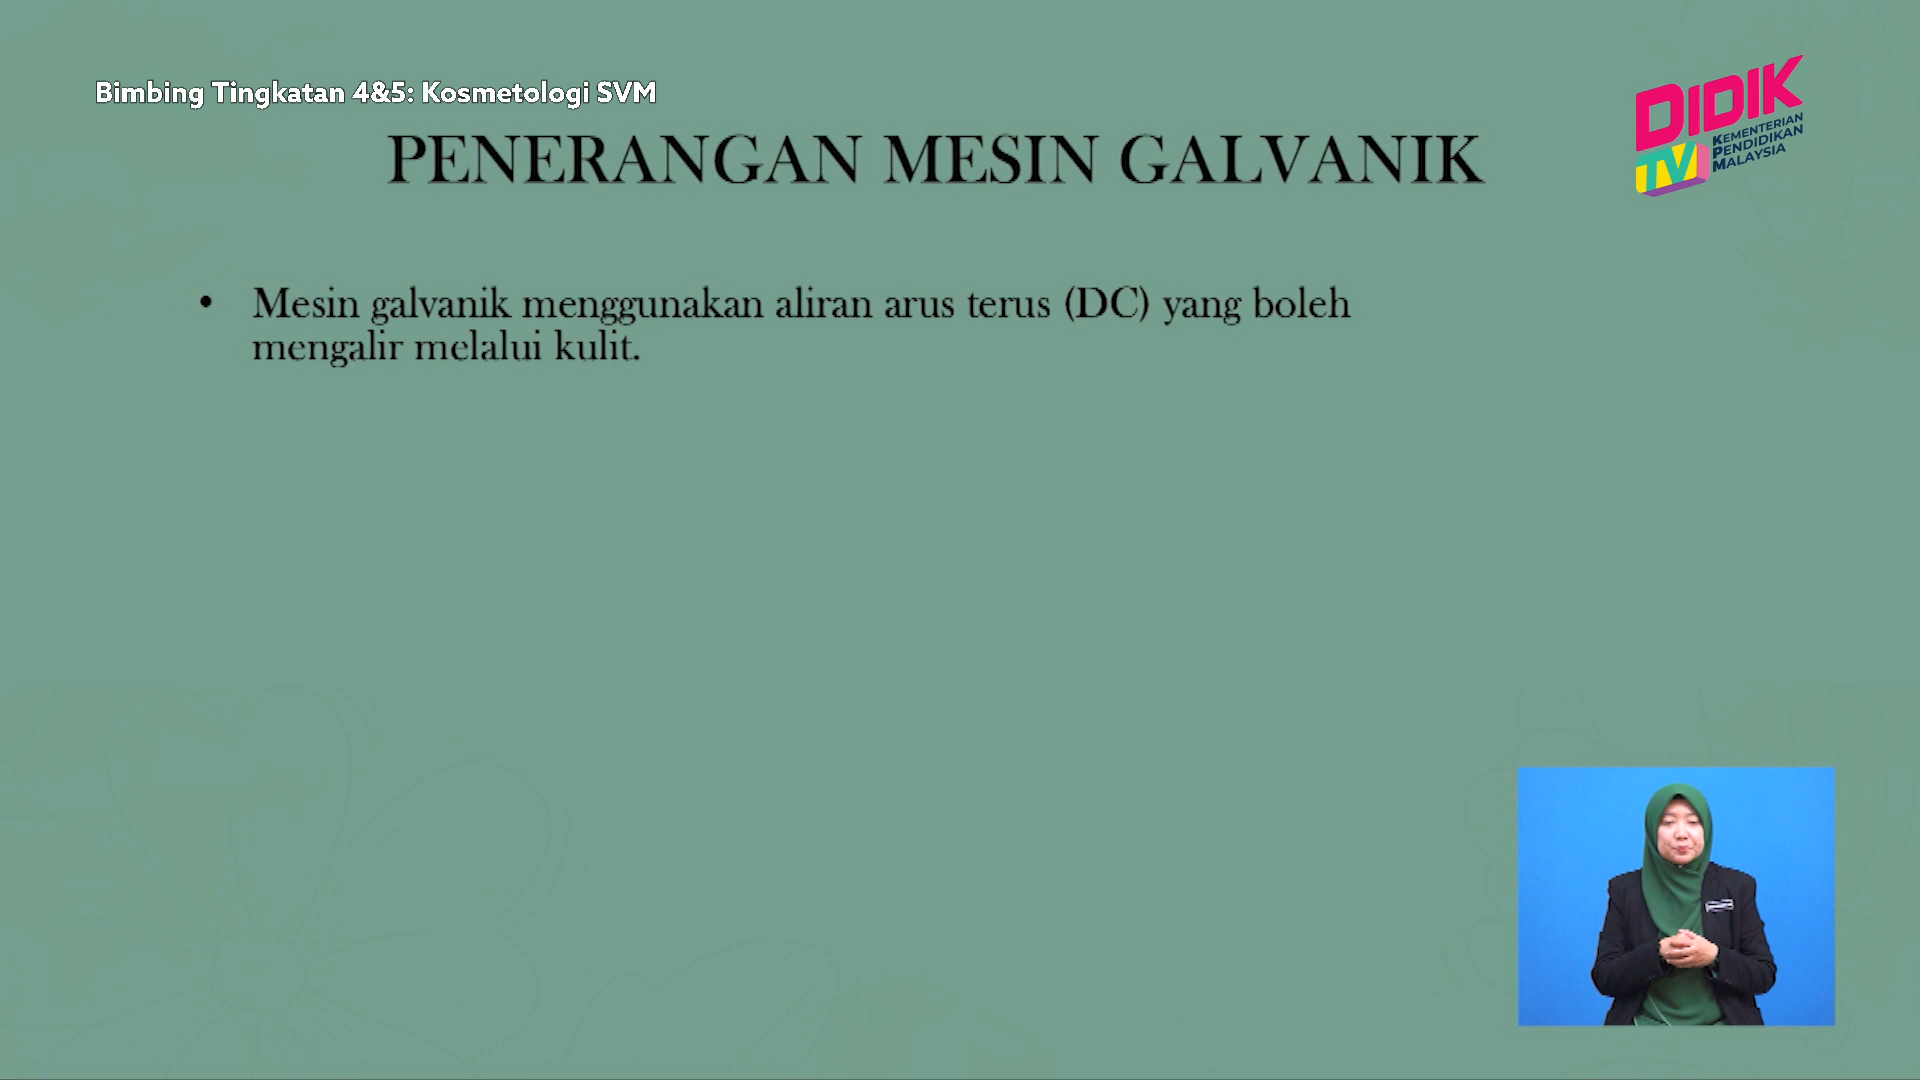 Bimbing Tingkatan 4&5: Kosmetologi SVM
DIDIK
TV
KEMENTERIAN
PENDIDIKAN
MALAYSIA
PENERANGAN MESIN GALVANIK
• Mesin galvanik menggunakan aliran arus terus (DC) yang boleh
mengalir melalui kulit.